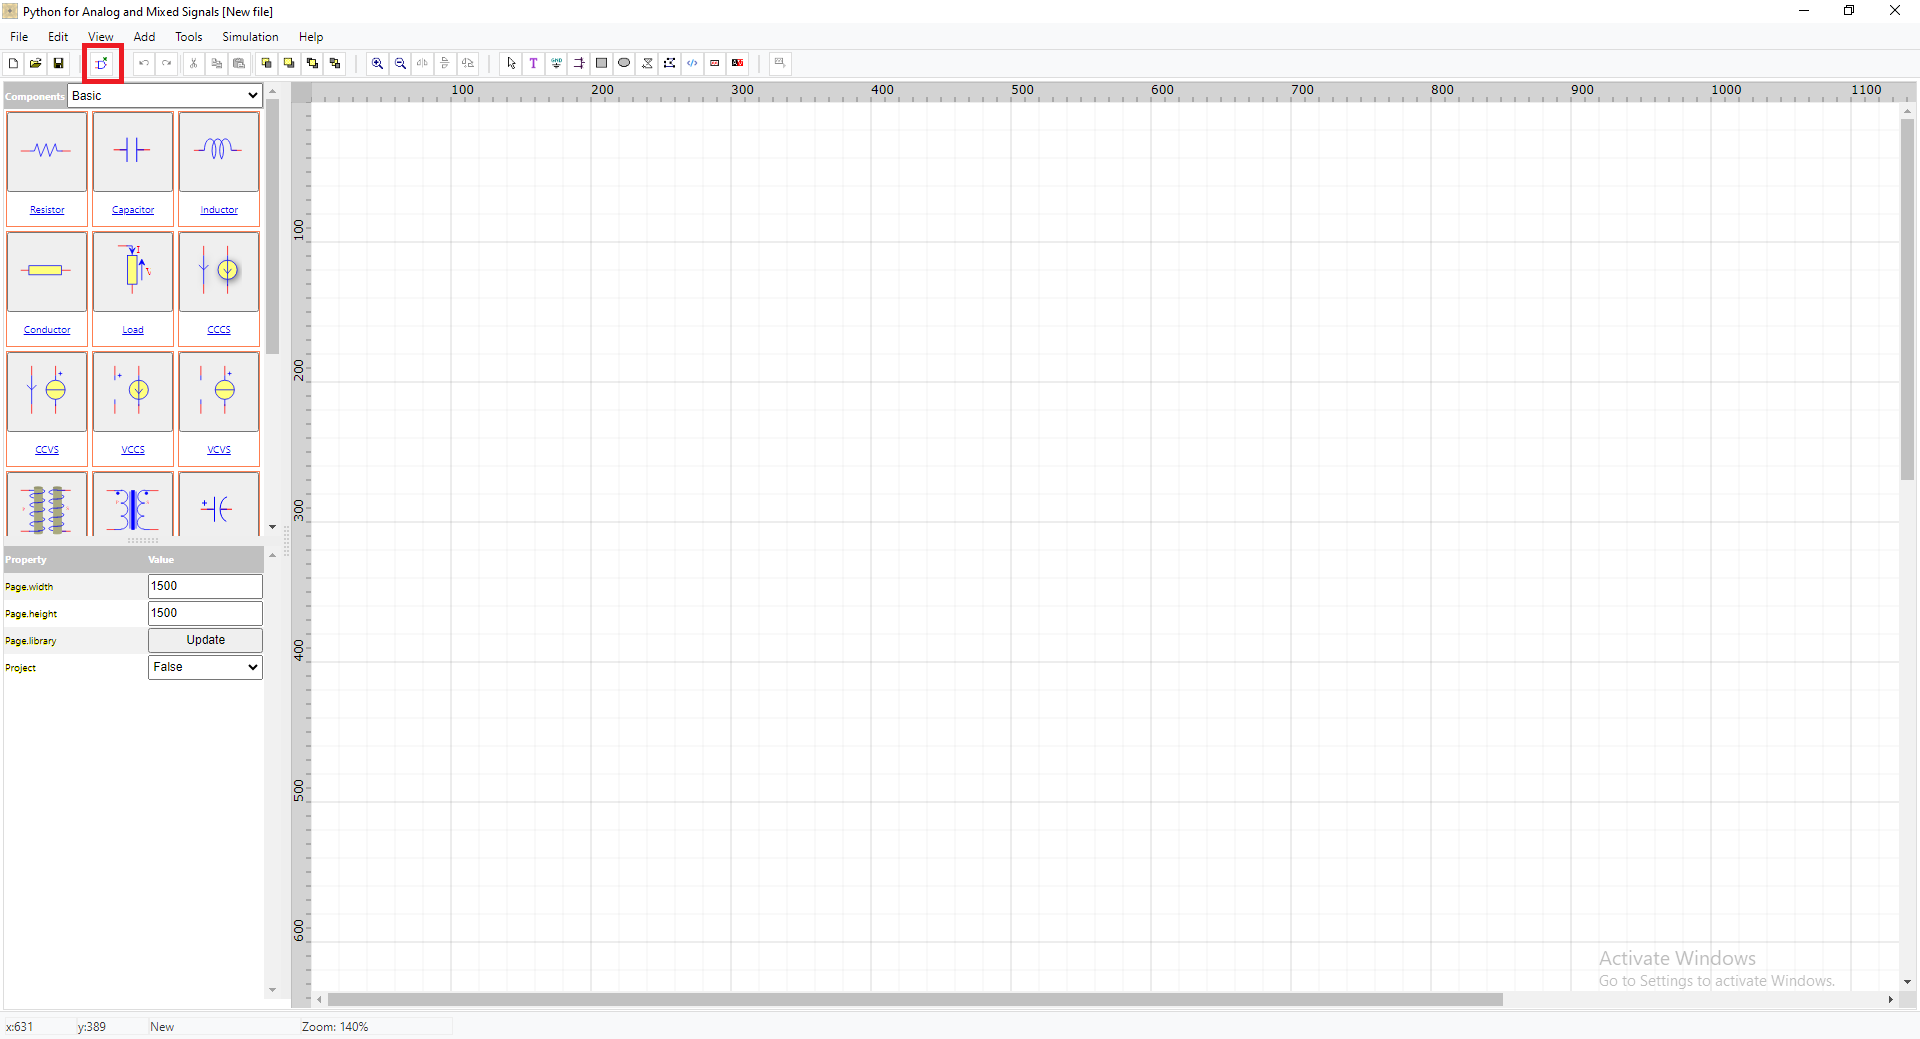 Python for Analog and Mixed Signals [New file]
File Edit View Add Tools Simulation Help
T GND
Components Basic
100 200 300 400 500 600 700 800 900 1000 1100
Resistor Capacitor Inductor
Conductor Load CCCS
CCVS VCCS VCVS
100
200
300
400
500
600
Property Value
Page.width 1500
Page.height 1500
Page.library Update
Project False
Activate Windows
Go to Settings to activate Windows.
x:631 y:389 New Zoom: 140%